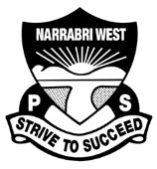 NARRABRI WEST
P S
STRIVE TO SUCCEED